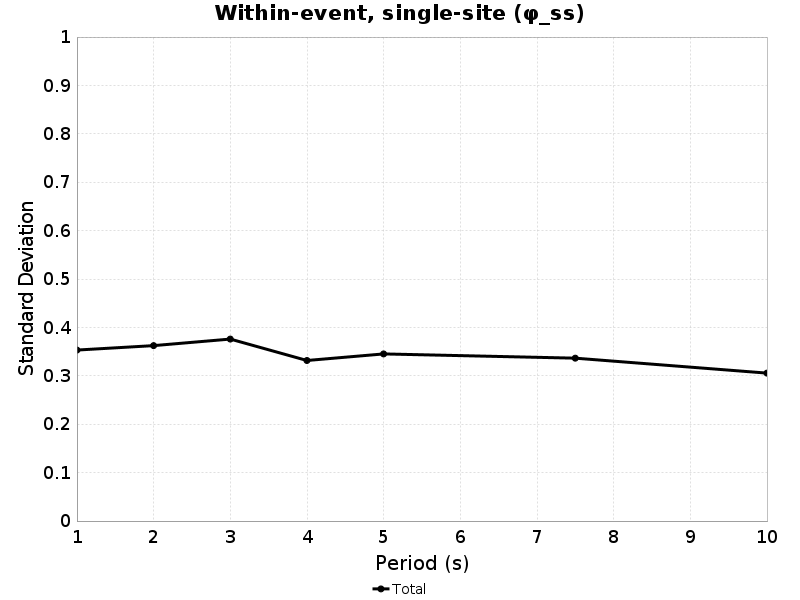 Within-event, single-site (φ_ss)
1
0.9
0.8
0.7
0.6
0.5
0.4
0.3
0.2
0.1
0
Standard Deviation
1 2 3 4 5 6 7 8 9 10
Period (s)
Total